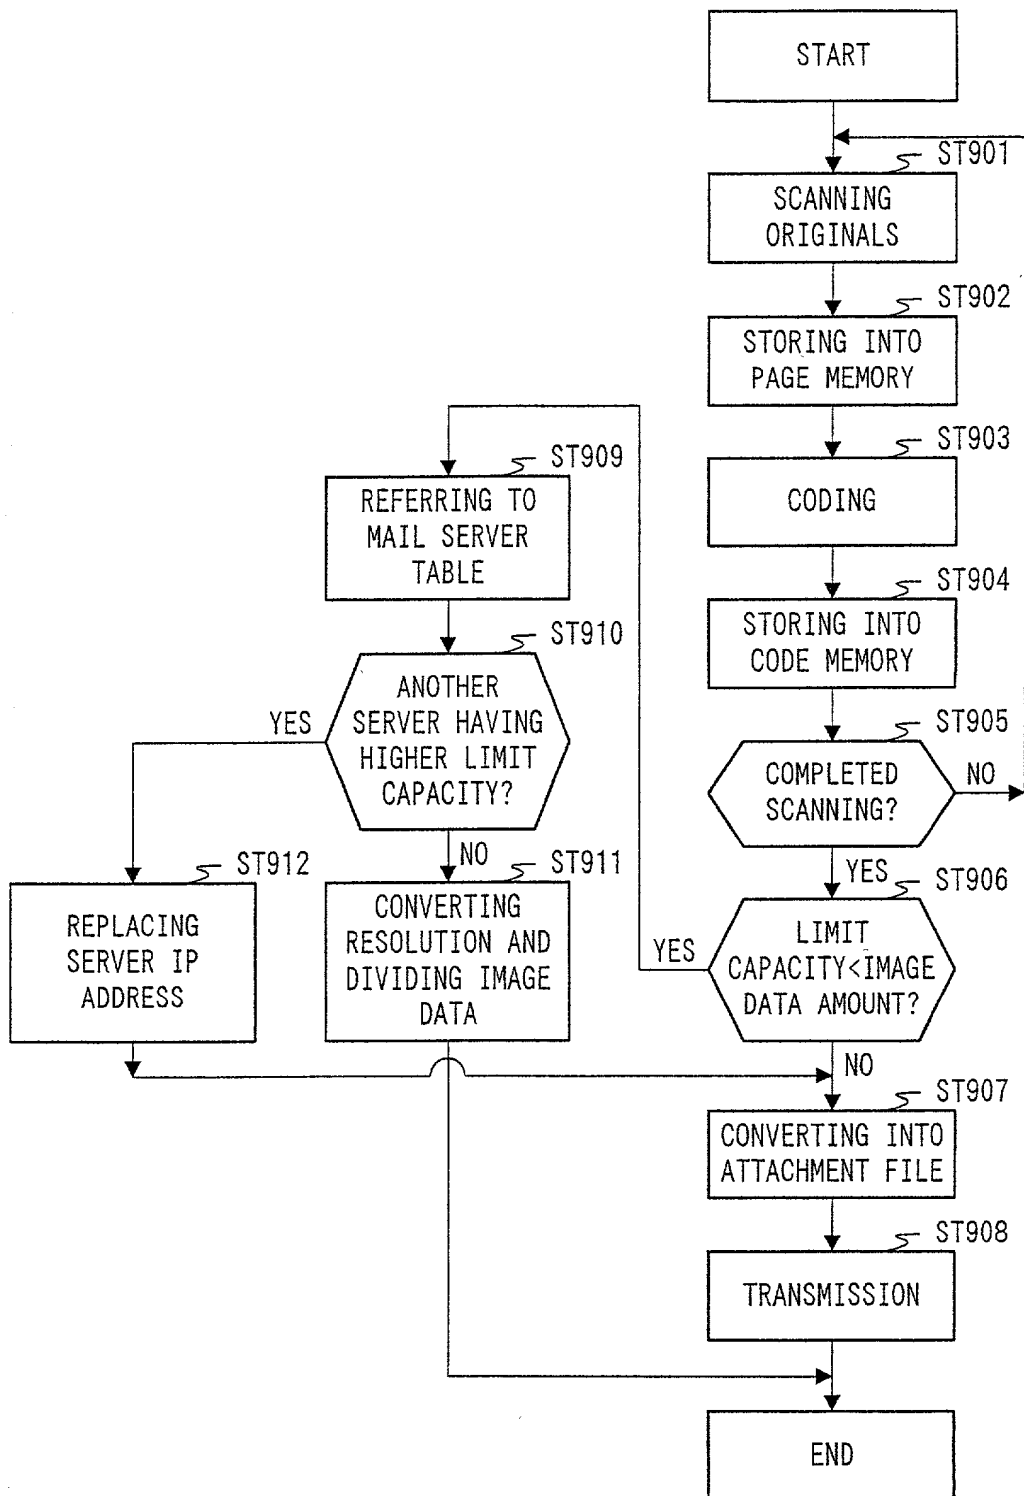 START
ST901
SCANNING
ORIGINALS
ST902
STORING INTO
PAGE MEMORY
ST903
CODING
ST904
STORING INTO
CODE MEMORY
ST905
COMPLETED
SCANNING?
NO
YES
ST906
LIMIT
CAPACITY<IMAGE
DATA AMOUNT?
YES
NO
ST907
CONVERTING INTO
ATTACHMENT FILE
ST908
TRANSMISSION
END
ST909
REFERRING TO
MAIL SERVER
TABLE
ST910
ANOTHER
SERVER HAVING
HIGHER LIMIT
CAPACITY?
YES
NO
ST911
CONVERTING
RESOLUTION AND
DIVIDING IMAGE
DATA
ST912
REPLACING
SERVER IP
ADDRESS